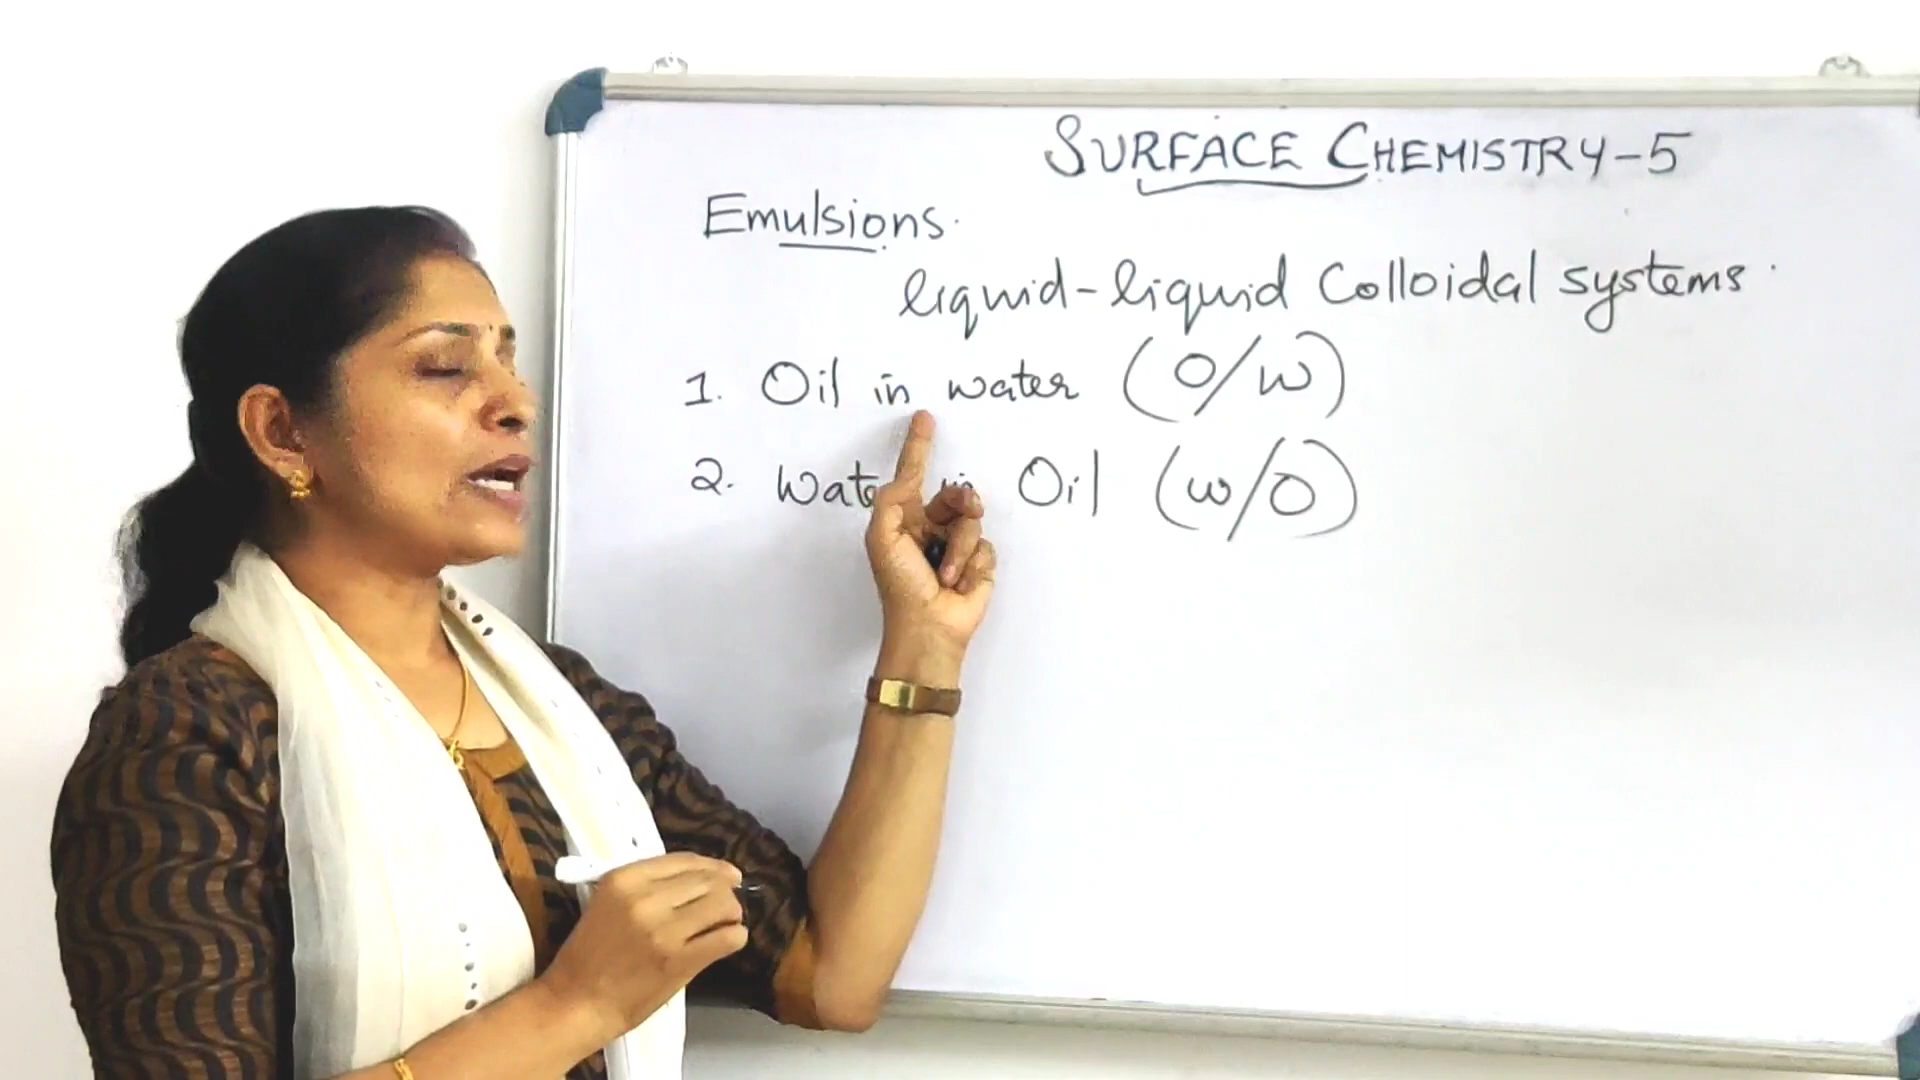 SURFACE CHEMISTRY-5
Emulsions.
liquid-liquid Colloidal systems.
1. Oil in water (O/W)
2. Oil (W/O)